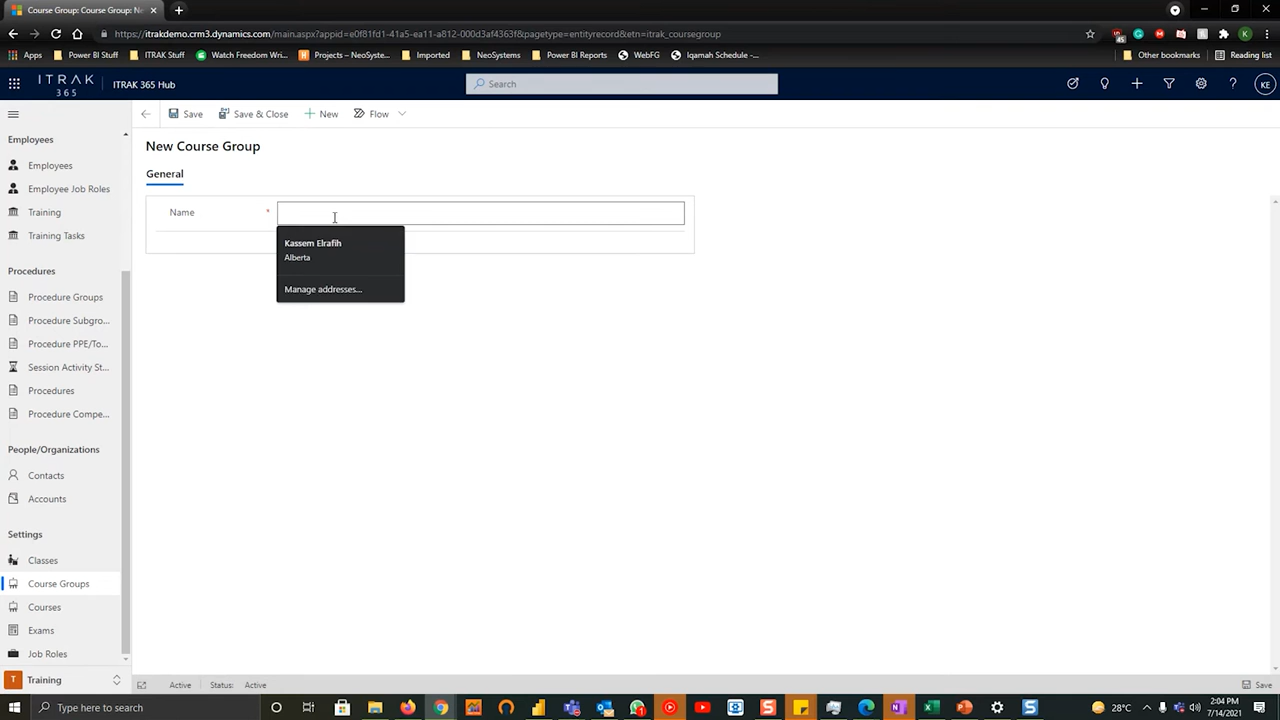 Course Group: Course Group: Ne
https://itrakdemo.crm3.dynamics.com/main.aspx?appid=e0f81fd1-41a5-ea11-a812-000d3af4363f&pagetype=entityrecord&etn=itrak_coursegroup
Apps
Power BI Stuff
ITRAK Stuff
Watch Freedom Wri...
Projects – NeoSyste...
Imported
NeoSystems
Power BI Reports
WebFG
Iqamah Schedule -...
Other bookmarks
Reading list
ITRAK
365
ITRAK 365 Hub
Search
KE
Save
Save & Close
New
Flow
Employees
New Course Group
Employees
General
Employee Job Roles
Training
Name *
Training Tasks
Kassem Elrafih
Alberta
Manage addresses...
Procedures
Procedure Groups
Procedure Subgro...
Procedure PPE/To...
Session Activity St...
Procedures
Procedure Compe...
People/Organizations
Contacts
Accounts
Settings
Classes
Course Groups
Courses
Exams
Job Roles
T Training
Active
Status: Active
Save
Type here to search
28°C
2:04 PM
7/14/2021